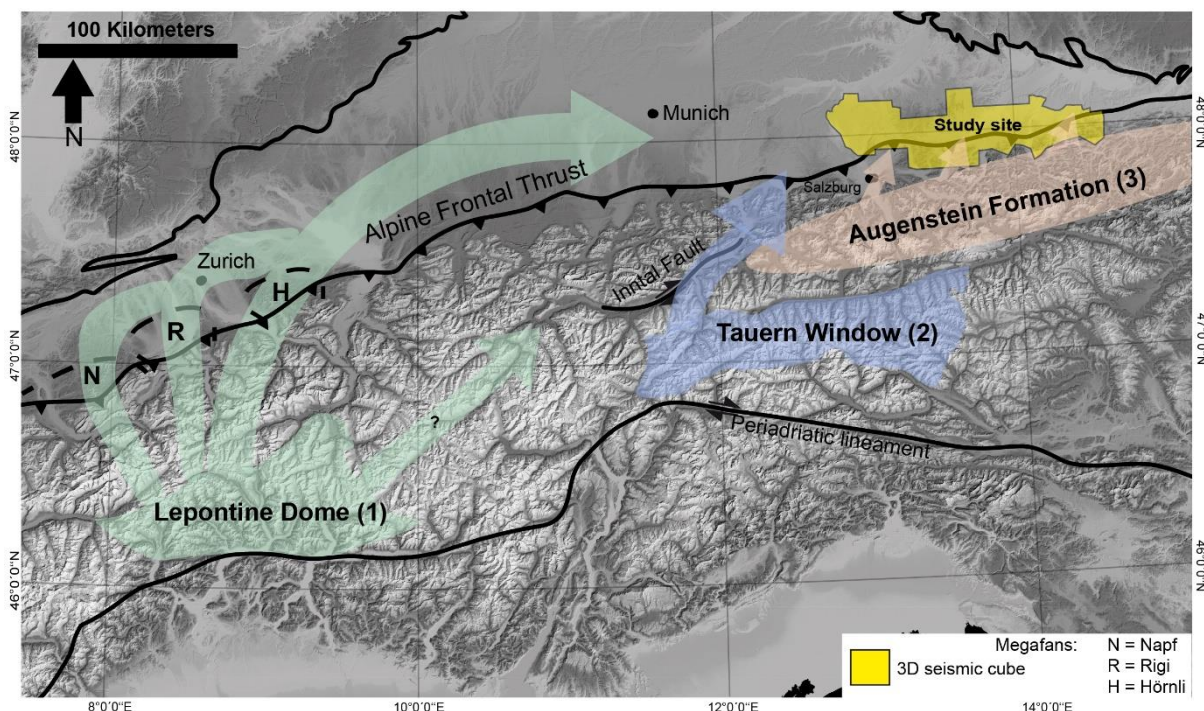 100 Kilometers
N
48°0'0"N
47°0'0"N
46°0'0"N
Munich
Study site
Alpine Frontal Thrust
Salzburg
Augenstein Formation (3)
Zurich
H
R
N
Inntal Fault
Tauern Window (2)
?
Periadriatic lineament
Lepontine Dome (1)
48°0'0"N
47°0'0"N
46°0'0"N
3D seismic cube
Megafans:
N = Napf
R = Rigi
H = Hörnli
8°0'0"E
10°0'0"E
12°0'0"E
14°0'0"E